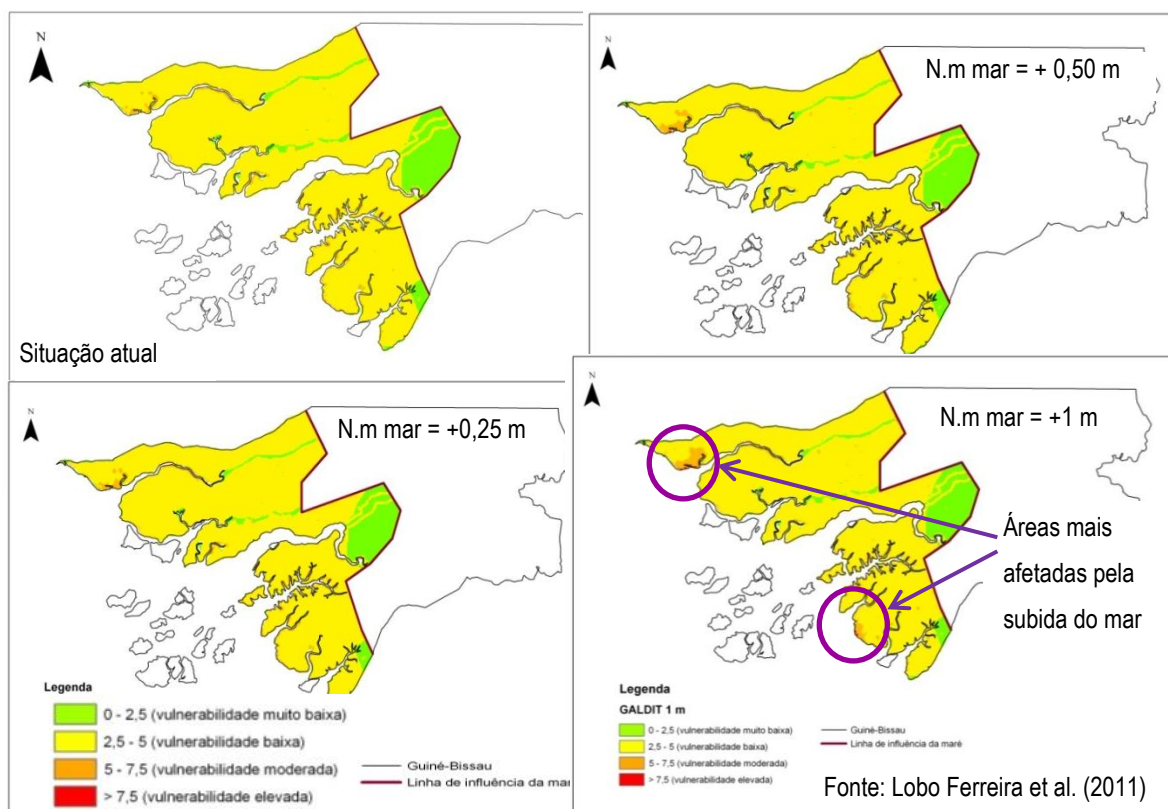 N
Situação atual
N
N.m mar = + 0,50 m
N
N.m mar = +0,25 m
Legenda
0 - 2,5 (vulnerabilidade muito baixa)
2,5 - 5 (vulnerabilidade baixa)
5 - 7,5 (vulnerabilidade moderada)
> 7,5 (vulnerabilidade elevada)
Guiné-Bissau
Linha de influência da maré
N
N.m mar = +1 m
Áreas mais
afetadas pela
subida do mar
Legenda
GALDIT 1 m
0 - 2,5 (vulnerabilidade muito baixa)
2,5 - 5 (vulnerabilidade baixa)
5 - 7,5 (vulnerabilidade moderada)
> 7,5 (vulnerabilidade elevada)
Guiné-Bissau
Linha de influência da maré
Fonte: Lobo Ferreira et al. (2011)